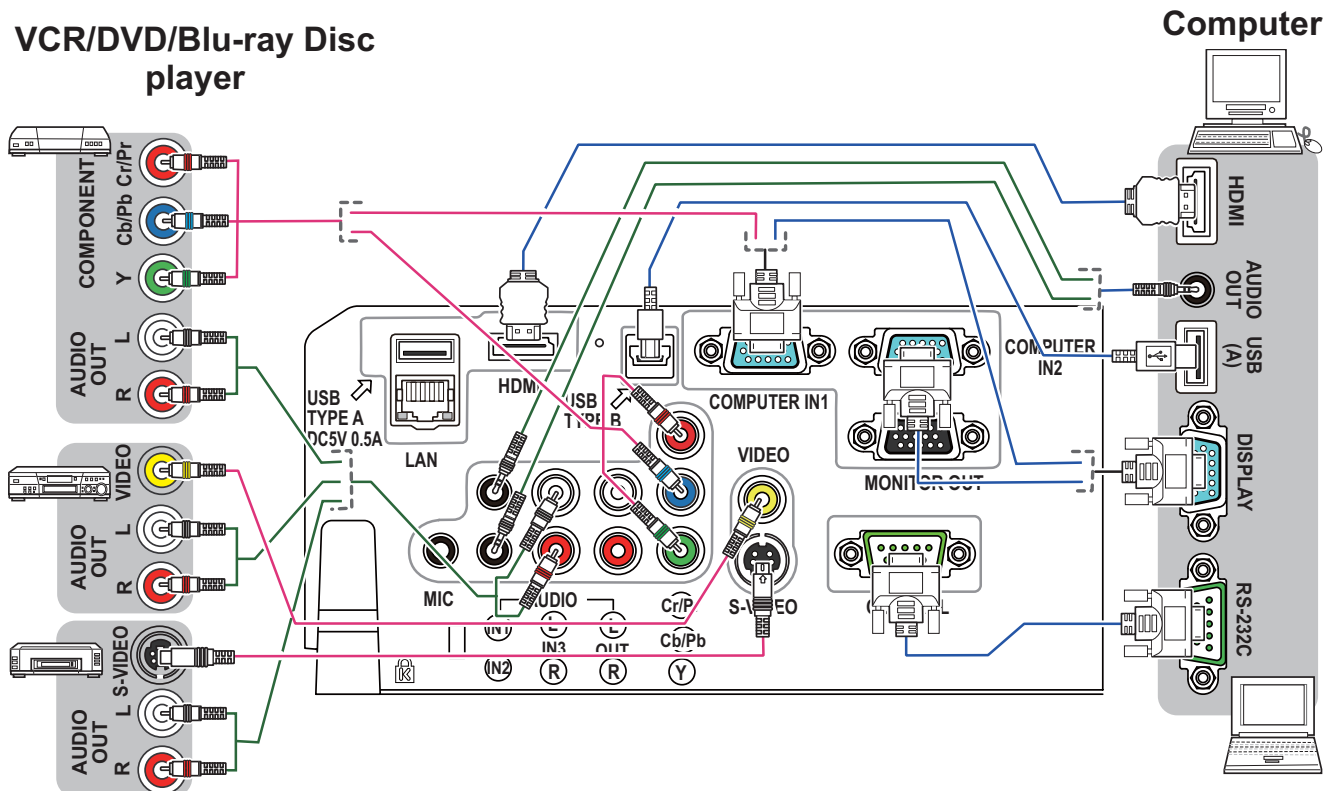 VCR/DVD/Blu-ray Disc
player
Computer
COMPONENT
Cr/Pr
Cb/Pb
Y
AUDIO
OUT
L
R
VIDEO
AUDIO
OUT
L
R
S-VIDEO
AUDIO
OUT
L
R
USB
TYPE A
DC5V 0.5A
LAN
HDMI
USB
TYPE B
COMPUTER IN1
COMPUTER
IN2
MONITOR OUT
VIDEO
S-VIDEO
MIC
AUDIO
IN1
IN2
L
IN3
R
L
OUT
R
Cr/P
Cb/Pb
Y
K
HDMI
AUDIO
OUT
USB
(A)
DISPLAY
RS-232C